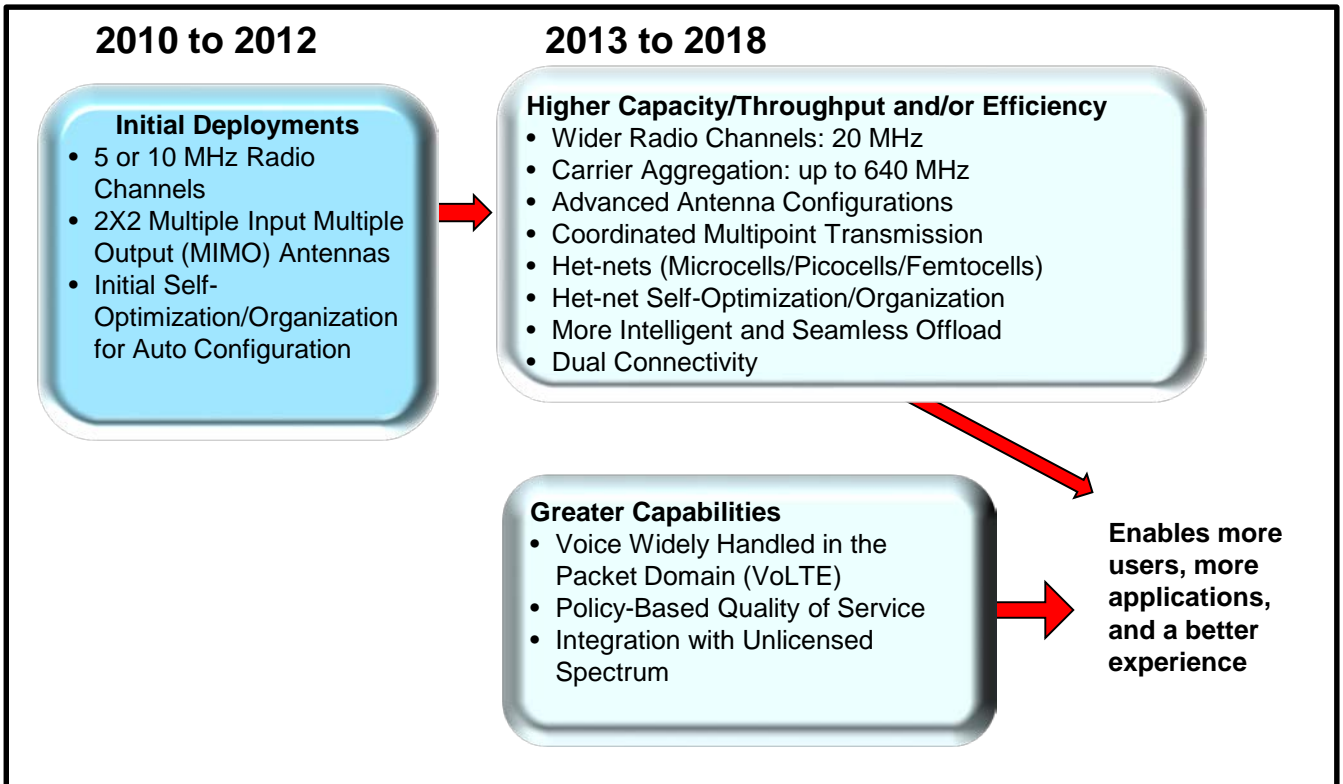 2010 to 2012
Initial Deployments
• 5 or 10 MHz Radio
Channels
• 2X2 Multiple Input Multiple
Output (MIMO) Antennas
• Initial Self-
Optimization/Organization
for Auto Configuration
2013 to 2018
Higher Capacity/Throughput and/or Efficiency
• Wider Radio Channels: 20 MHz
• Carrier Aggregation: up to 640 MHz
• Advanced Antenna Configurations
• Coordinated Multipoint Transmission
• Het-nets (Microcells/Picocells/Femtocells)
• Het-net Self-Optimization/Organization
• More Intelligent and Seamless Offload
• Dual Connectivity
Greater Capabilities
• Voice Widely Handled in the
Packet Domain (VoLTE)
• Policy-Based Quality of Service
• Integration with Unlicensed
Spectrum
Enables more
users, more
applications,
and a better
experience